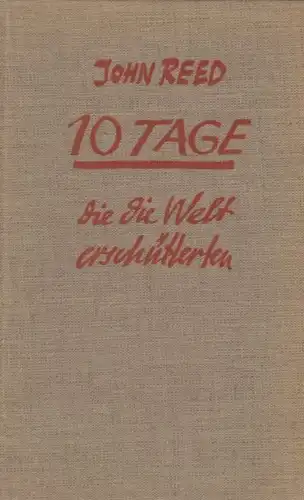 JOHN REED
10 TAGE
die die Welt
erschütterten